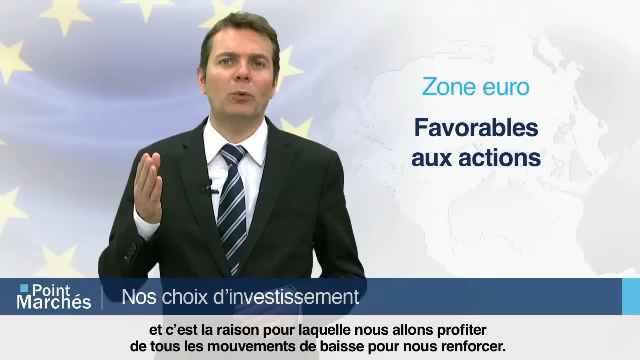 Zone euro
Favorables
aux actions
Point
Marchés
Nos choix d'investissement
et c'est la raison pour laquelle nous allons profiter
de tous les mouvements de baisse pour nous renforcer.